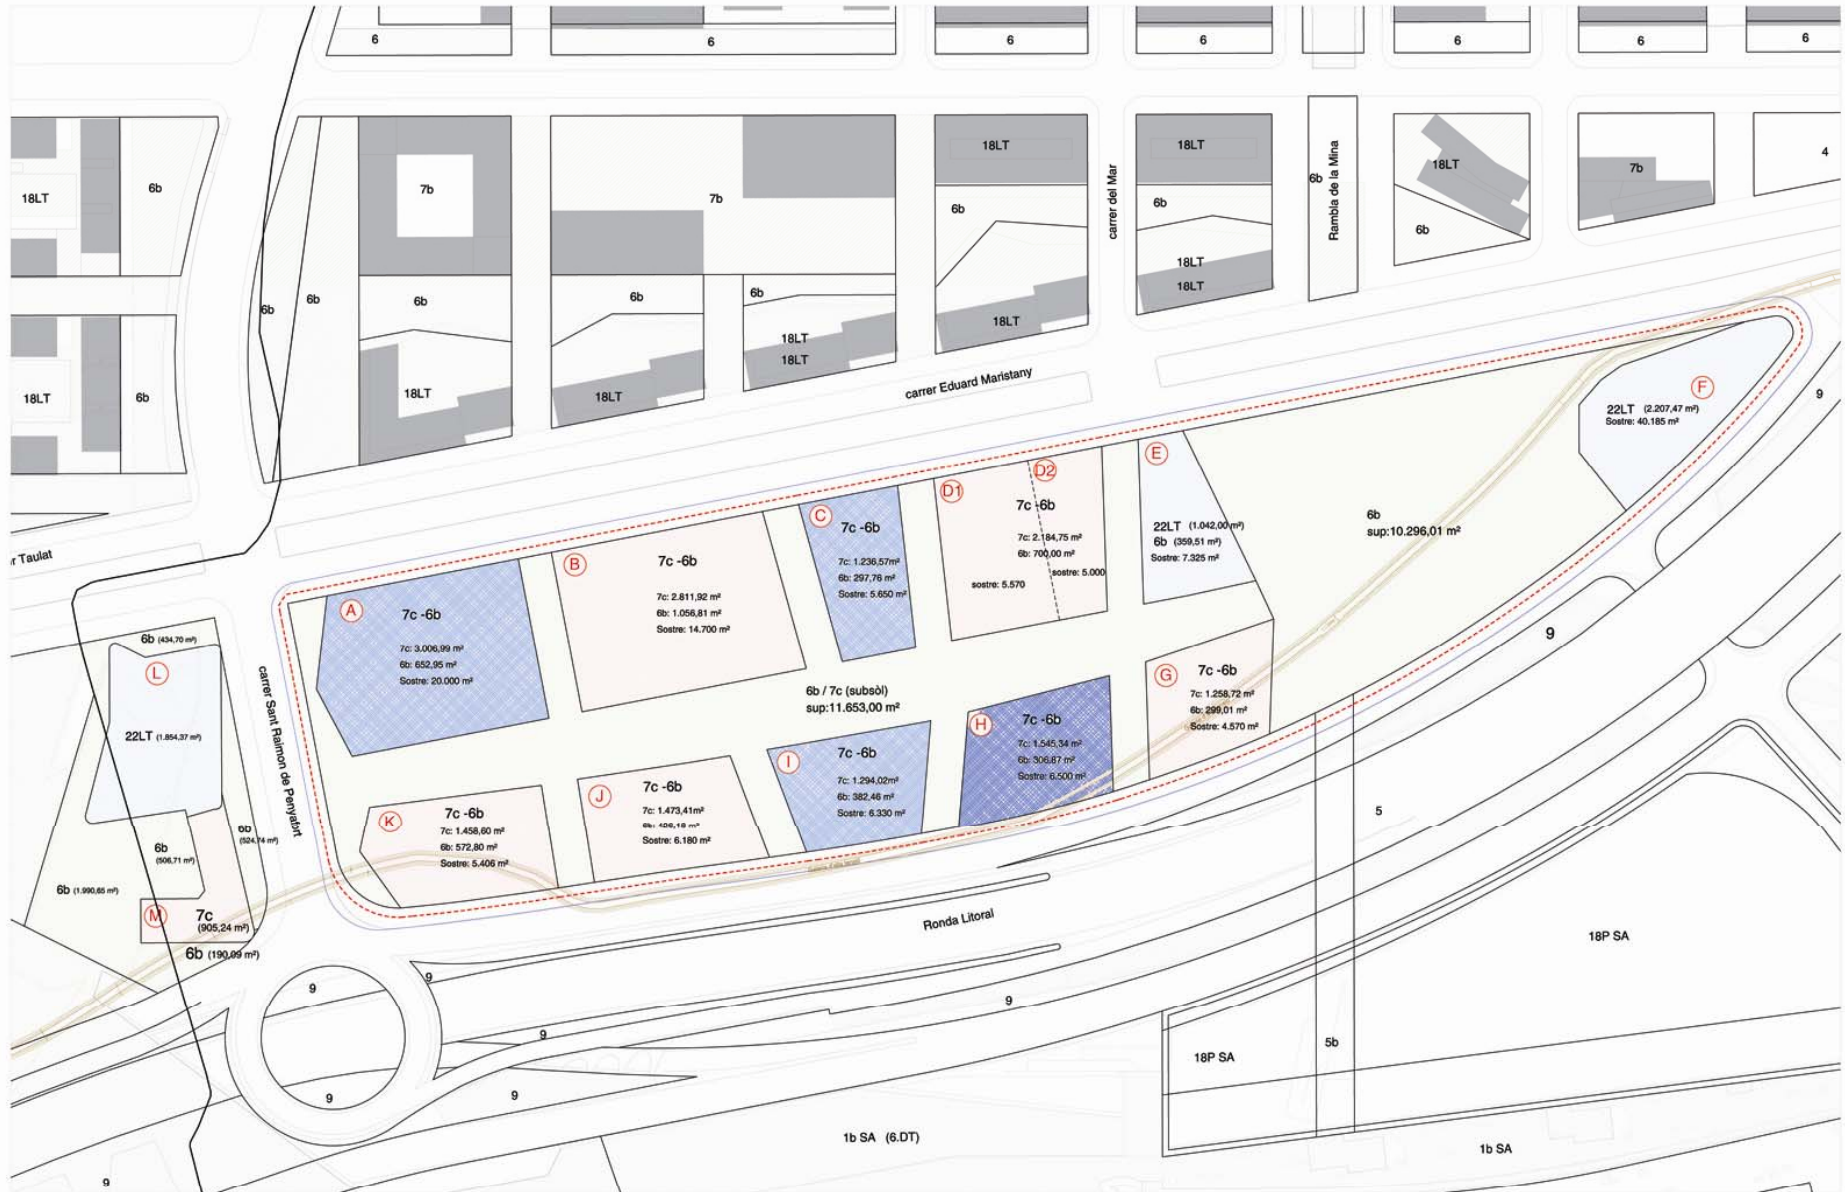 6
6
6
6
6
6
6
18LT
6b
7b
7b
18LT
6b
carrer del Mar
18LT
6b
18LT
18LT
6b
Rambla de la Mina
18LT
6b
7b
4
6b
6b
6b
6b
6b
18LT
6b
18LT
18LT
18LT
18LT
18LT
carrer Eduard Maristany
Taulat
9
F
22LT (2.207,47 m²)
Sostre: 40.185 m²
A
7c -6b
7c: 3.006,99 m²
6b: 652,95 m²
Sostre: 20.000 m²
B
7c -6b
7c: 2.811,92 m²
6b: 1.056,81 m²
Sostre: 14.700 m²
C
7c -6b
7c: 1.236,57m²
6b: 297,76 m²
Sostre: 5.650 m²
D1
D2
7c -6b
7c: 2.184,75 m²
6b: 700,00 m²
sostre: 5.570
sostre: 5.000
E
22LT (1.042,00 m²)
6b (359,51 m²)
Sostre: 7.325 m²
6b
sup:10.296,01 m²
6b (434,70 m²)
L
22LT (1.854,37 m²)
carrer Sant Raimon de Penyafort
6b / 7c (subsòl)
sup:11.653,00 m²
G
7c -6b
7c: 1.258,72 m²
6b: 299,01 m²
Sostre: 4.570 m²
H
7c -6b
7c: 1.545,34 m²
6b: 306,87 m²
Sostre: 6.500 m²
I
7c -6b
7c: 1.294,02m²
6b: 382,46 m²
Sostre: 6.330 m²
J
7c -6b
7c: 1.473,41m²
Sostre: 6.180 m²
K
7c -6b
7c: 1.458,60 m²
6b: 572,80 m²
Sostre: 5.406 m²
6b
(524,74 m²)
6b
(506,71 m²)
6b (1.990,65 m²)
M
7c
(905,24 m²)
6b (190,09 m²)
9
5
Ronda Litoral
18P SA
9
9
9
9
9
9
9
18P SA
5b
1b SA (6.DT)
1b SA